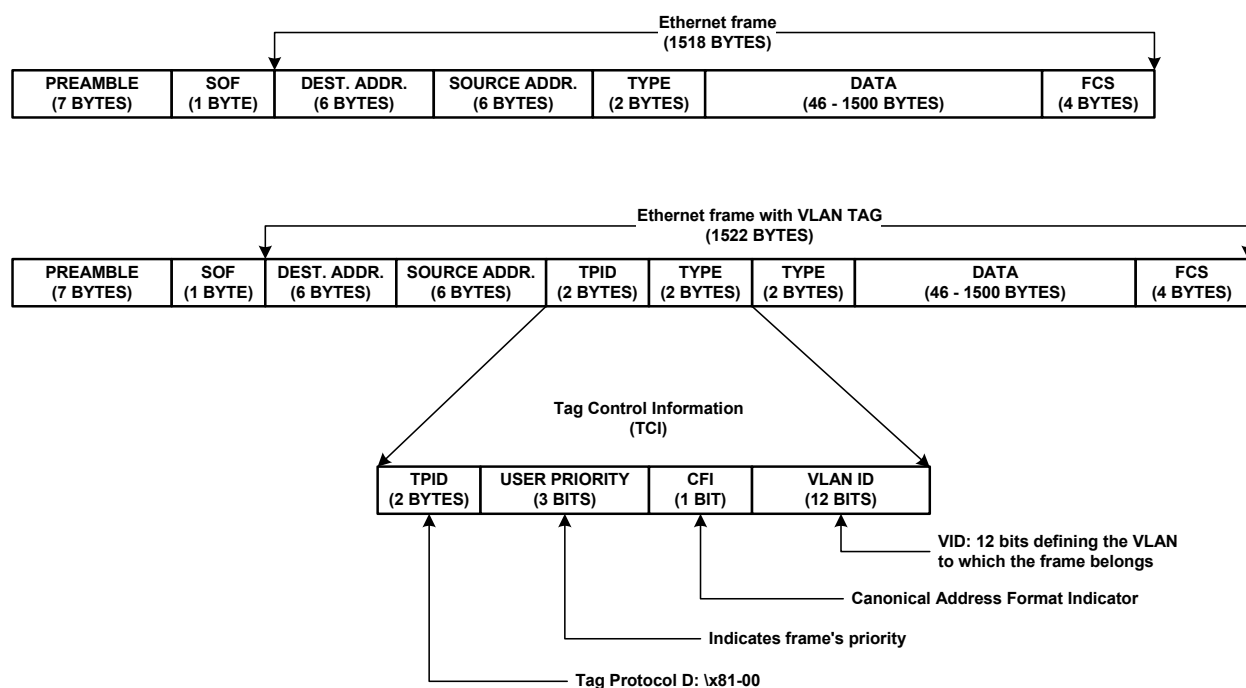 Ethernet frame
(1518 BYTES)
PREAMBLE
(7 BYTES)
SOF
(1 BYTE)
DEST. ADDR.
(6 BYTES)
SOURCE ADDR.
(6 BYTES)
TYPE
(2 BYTES)
DATA
(46 - 1500 BYTES)
FCS
(4 BYTES)
Ethernet frame with VLAN TAG
(1522 BYTES)
PREAMBLE
(7 BYTES)
SOF
(1 BYTE)
DEST. ADDR.
(6 BYTES)
SOURCE ADDR.
(6 BYTES)
TPID
(2 BYTES)
TYPE
(2 BYTES)
TYPE
(2 BYTES)
DATA
(46 - 1500 BYTES)
FCS
(4 BYTES)
Tag Control Information
(TCI)
TPID
(2 BYTES)
USER PRIORITY
(3 BITS)
CFI
(1 BIT)
VLAN ID
(12 BITS)
VID: 12 bits defining the VLAN
to which the frame belongs
Canonical Address Format Indicator
Indicates frame's priority
Tag Protocol D: \x81-00